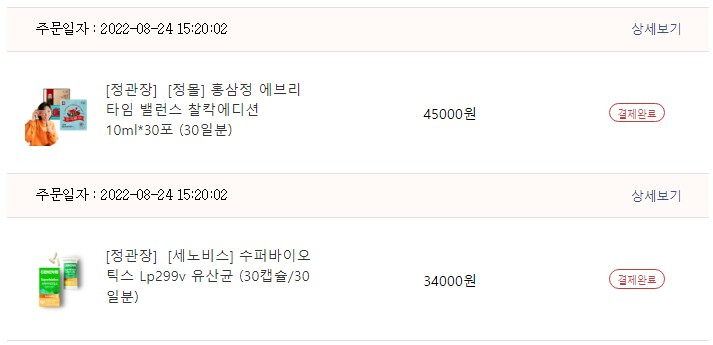 주문일자 : 2022-08-24 15:20:02 상세보기
[정관장] [정몰] 홍삼정 에브리
타임 밸런스 찰칵에디션
10ml*30포 (30일분)
45000원
결제완료
주문일자 : 2022-08-24 15:20:02 상세보기
[정관장] [세노비스] 수퍼바이오
틱스 Lp299v 유산균 (30캡슐/30
일분)
34000원
결제완료